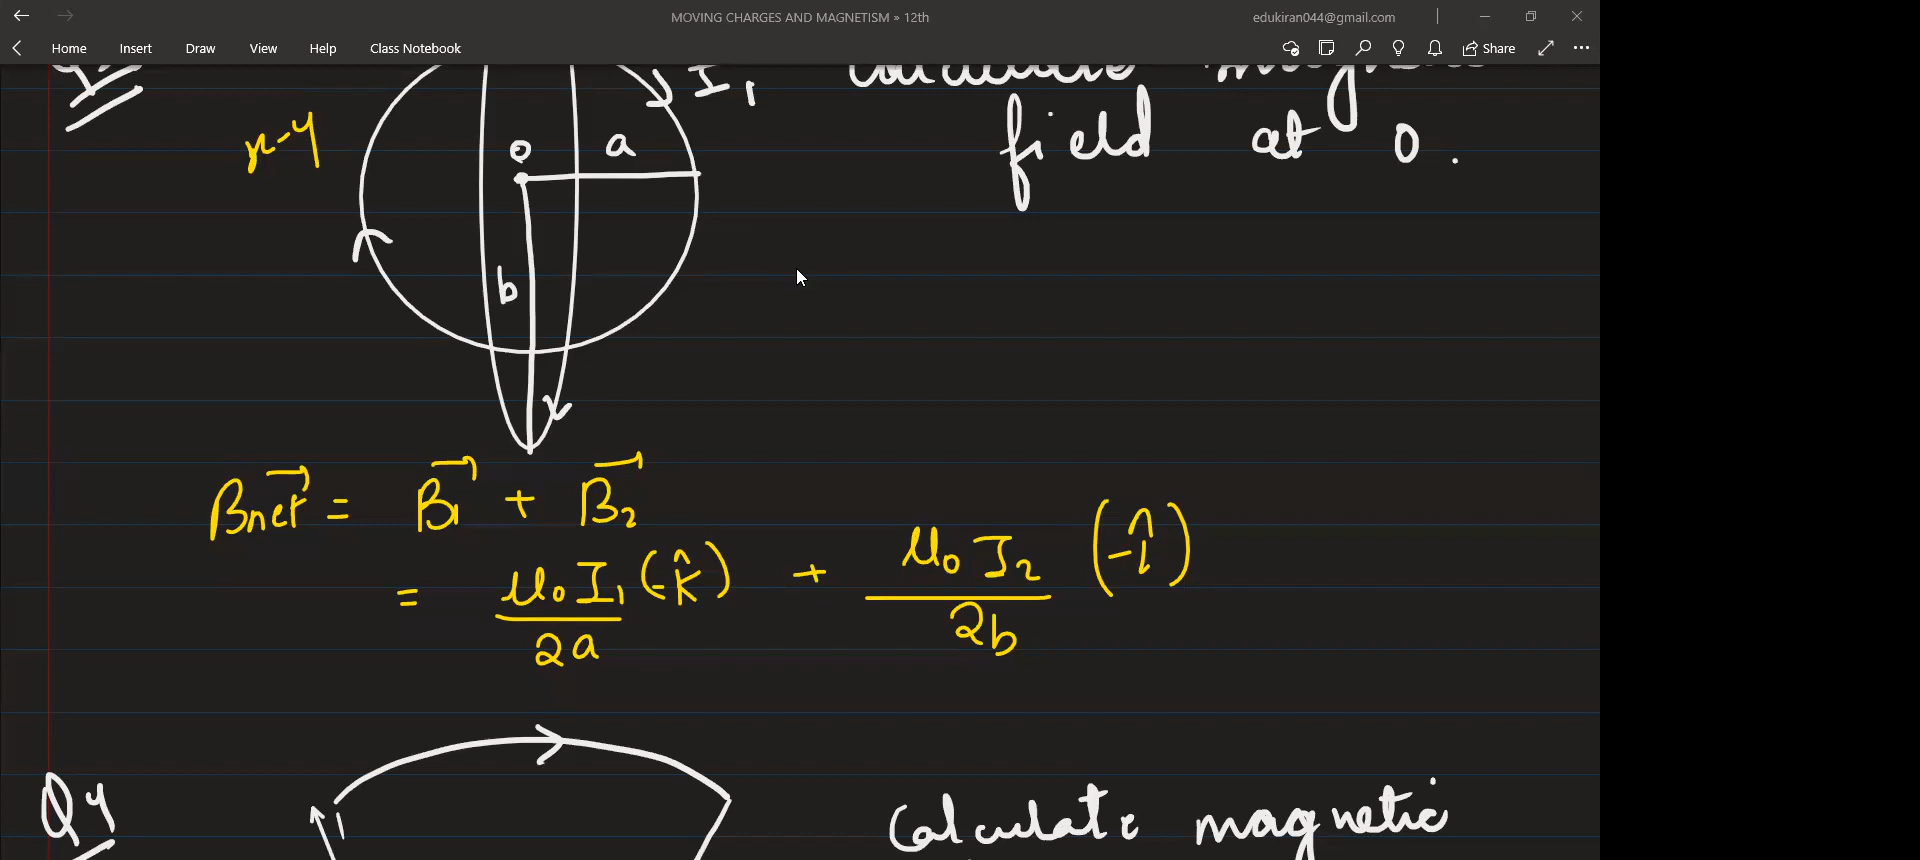 MOVING CHARGES AND MAGNETISM » 12th
edukiran044@gmail.com
Home Insert Draw View Help Class Notebook
Share
I₁
magnetic
field at O.
x-y
o
a
b
Bnet = B₁ + B₂
= μ₀I₁/2a (-k̂) + μ₀I₂/2b (-î)
Q4
Calculate magnetic